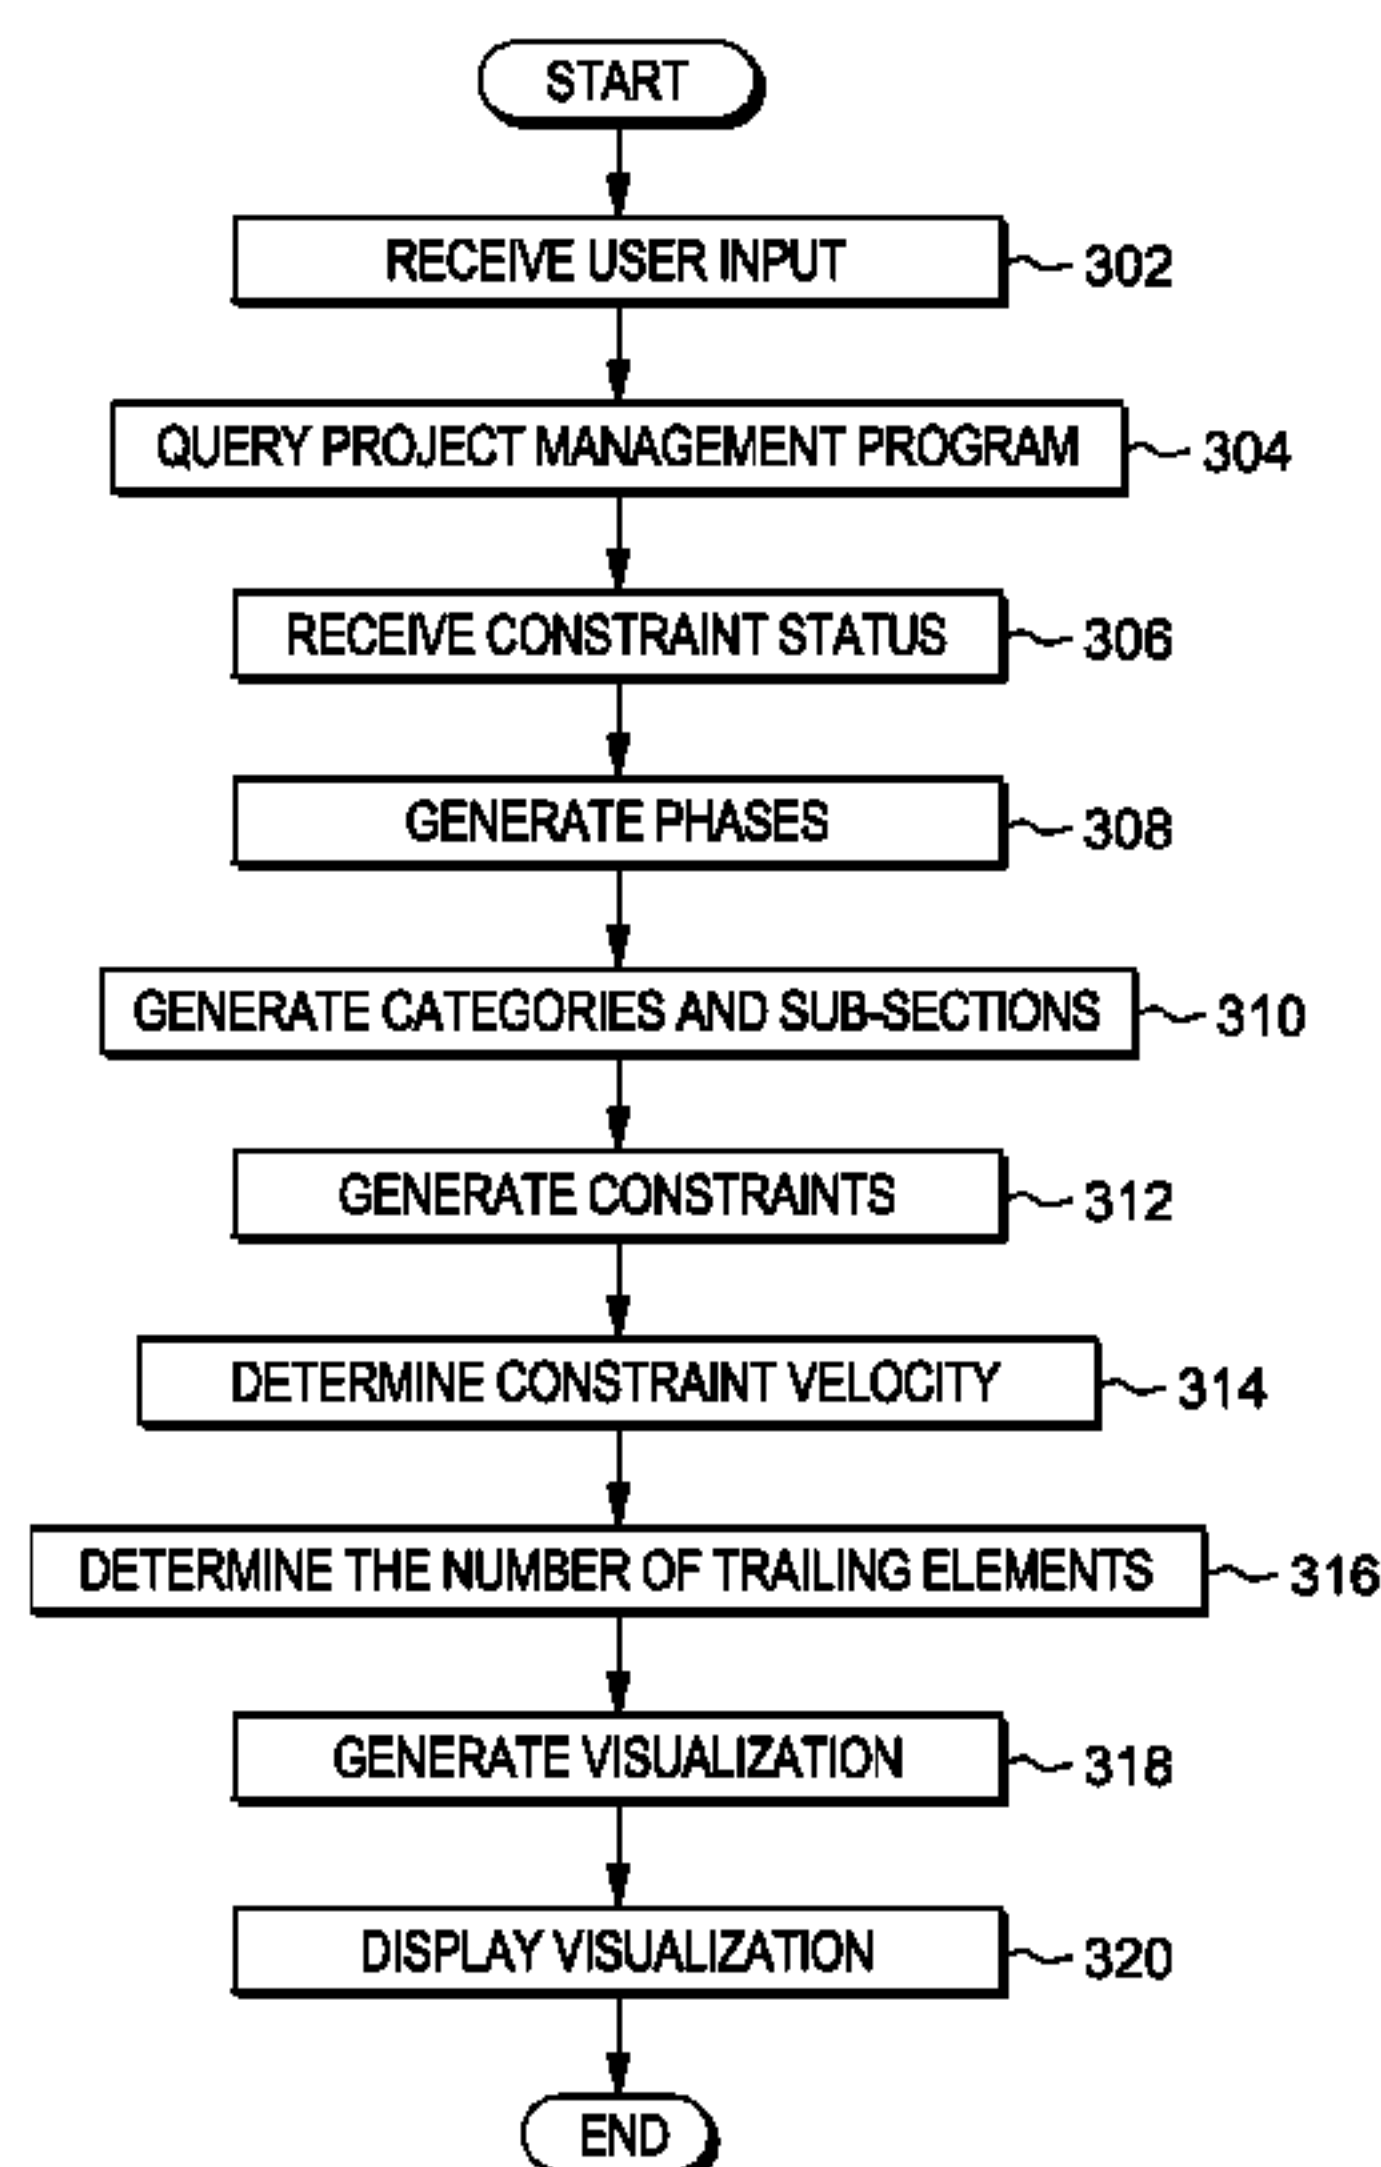 START
RECEIVE USER INPUT 302
QUERY PROJECT MANAGEMENT PROGRAM 304
RECEIVE CONSTRAINT STATUS 306
GENERATE PHASES 308
GENERATE CATEGORIES AND SUB-SECTIONS 310
GENERATE CONSTRAINTS 312
DETERMINE CONSTRAINT VELOCITY 314
DETERMINE THE NUMBER OF TRAILING ELEMENTS 316
GENERATE VISUALIZATION 318
DISPLAY VISUALIZATION 320
END